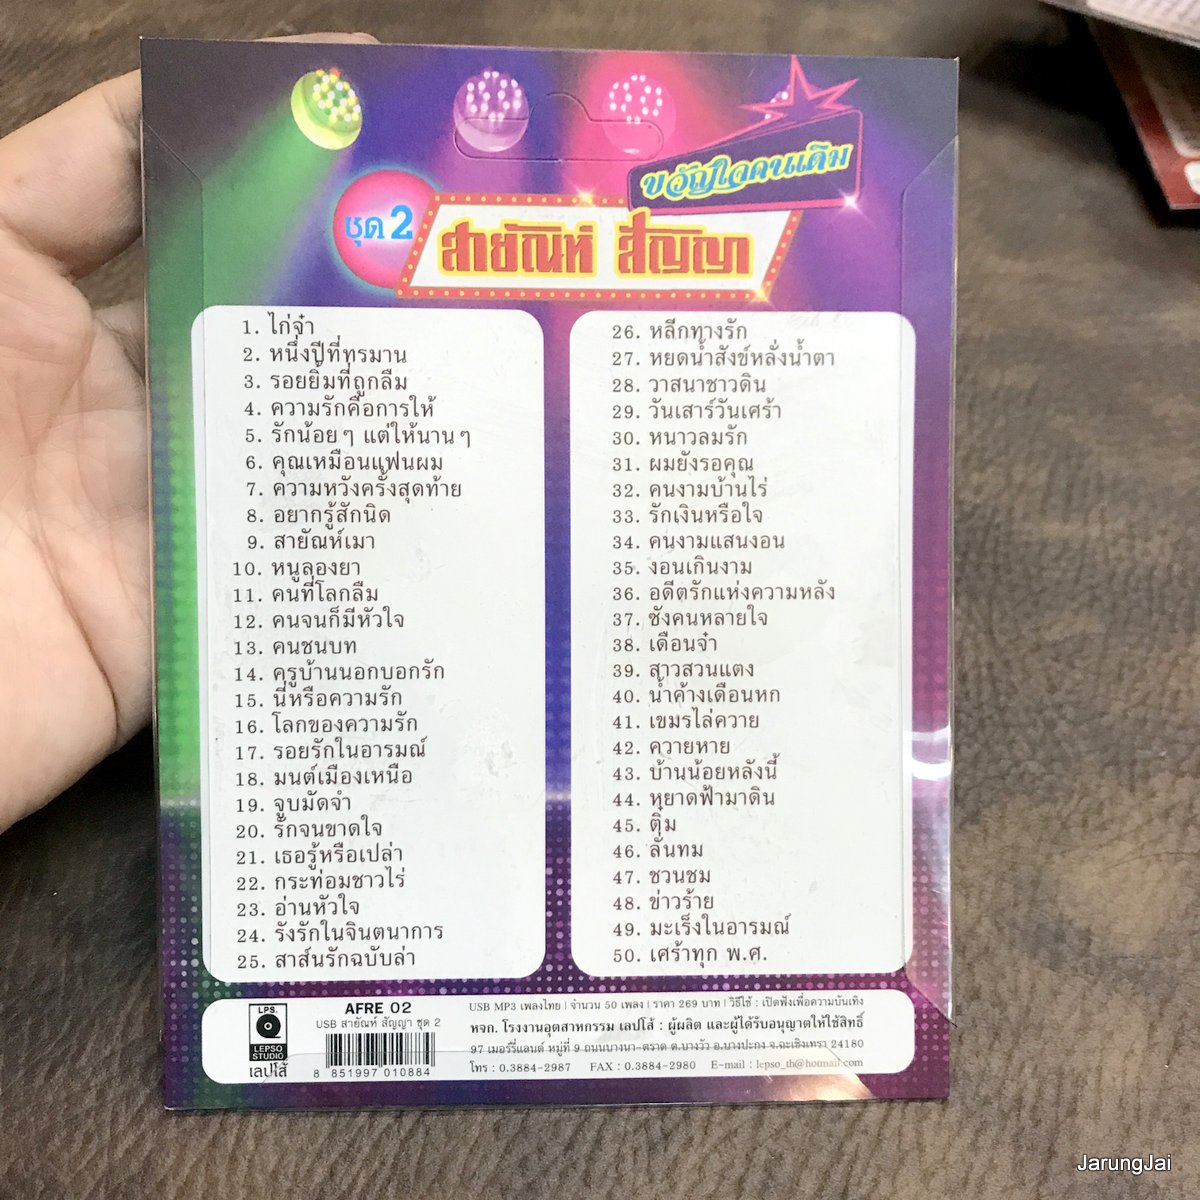 ขวัญใจคนเดิม
ชุด 2
สายัณห์ สัญญา
1. ไก่จ๋า
2. หนึ่งปีที่ทรมาน
3. รอยยิ้มที่ถูกลืม
4. ความรักคือการให้
5. รักน้อยๆ แต่ให้นานๆ
6. คุณเหมือนแฟนผม
7. ความหวังครั้งสุดท้าย
8. อยากรู้สักนิด
9. สายัณห์เมา
10. หนูลองยา
11. คนที่โลกลืม
12. คนจนก็มีหัวใจ
13. คนชนบท
14. ครูบ้านนอกบอกรัก
15. นี่หรือความรัก
16. โลกของความรัก
17. รอยรักในอารมณ์
18. มนต์เมืองเหนือ
19. จูบมัดจำ
20. รักจนขาดใจ
21. เธอรู้หรือเปล่า
22. กระท่อมชาวไร่
23. อ่านหัวใจ
24. รังรักในจินตนาการ
25. สาส์นรักฉบับล่า
26. หลีกทางรัก
27. หยดน้ำสังข์หลั่งน้ำตา
28. วาสนาชาวดิน
29. วันเสาร์วันเศร้า
30. หนาวลมรัก
31. ผมยังรอคุณ
32. คนงามบ้านไร่
33. รักเงินหรือใจ
34. คนงามแสนงอน
35. งอนเกินงาม
36. อดีตรักแห่งความหลัง
37. ชังคนหลายใจ
38. เดือนจ๋า
39. สาวสวนแตง
40. น้ำค้างเดือนหก
41. เขมรไล่ควาย
42. ควายหาย
43. บ้านน้อยหลังนี้
44. หยาดฟ้ามาดิน
45. ติ๋ม
46. ลั่นทม
47. ชวนชม
48. ข่าวร้าย
49. มะเร็งในอารมณ์
50. เศร้าทุก พ.ศ.
LPS.
LEPSO
STUDIO
เลปโส้
AFRE 02
USB สายัณห์ สัญญา ชุด 2
8 851997 010884
USB MP3 เพลงไทย | จำนวน 50 เพลง | ราคา 269 บาท | วิธีใช้ : เปิดฟังเพื่อความบันเทิง
หจก. โรงงานอุตสาหกรรม เลปโส้ : ผู้ผลิต และผู้ได้รับอนุญาตให้ใช้สิทธิ์
97 เมอร์รี่แลนด์ หมู่ที่ 9 ถนนบางนา-ตราด ต.บางวัว อ.บางปะกง จ.ฉะเชิงเทรา 24180
โทร : 0.3884-2987 FAX : 0.3884-2980 E-mail : lepso_th@hotmail.com
JarungJai